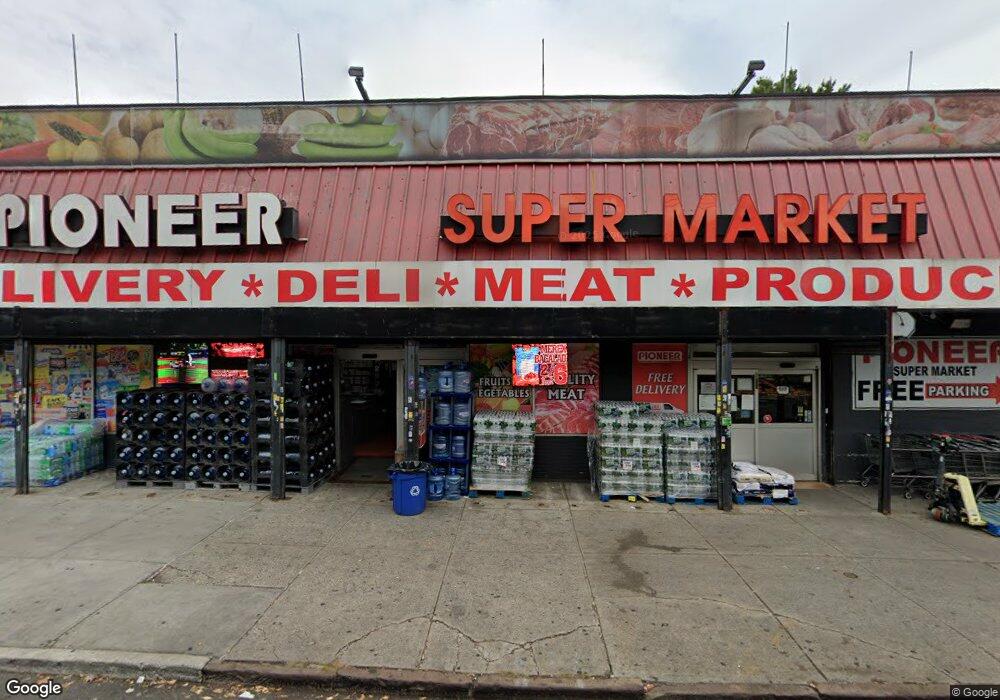 PIONEER SUPER MARKET
LIVERY * DELI * MEAT * PRODUC
FRUITS
VEGETABLES
MEAT
PIONEER
FREE
DELIVERY
PIONEER
SUPER MARKET
FREE PARKING
Google
© Google